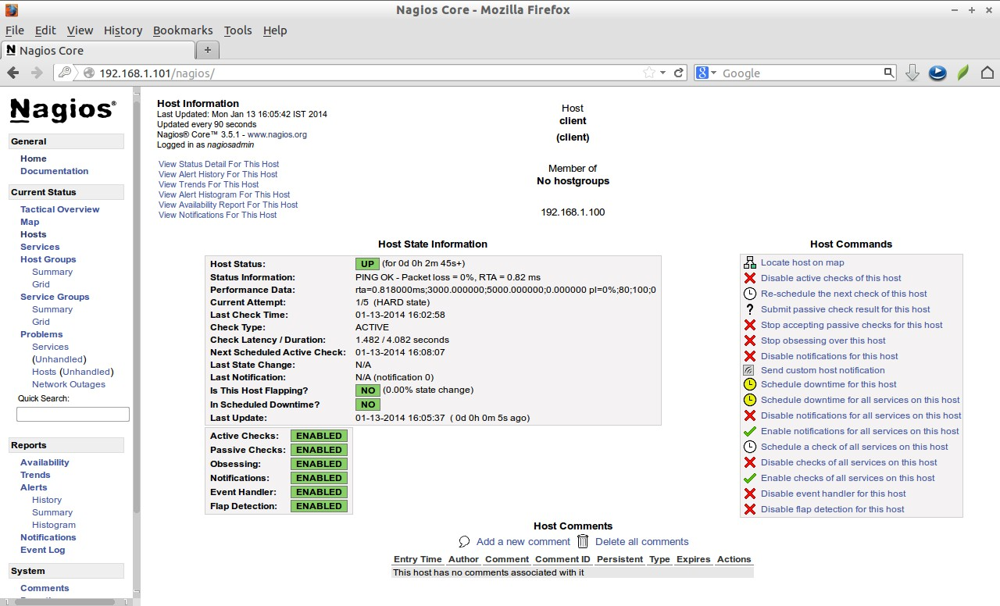 Nagios Core - Mozilla Firefox
File Edit View History Bookmarks Tools Help
Nagios Core
192.168.1.101/nagios/
Google
Nagios®
General
Home
Documentation
Current Status
Tactical Overview
Map
Hosts
Services
Host Groups
Summary
Grid
Service Groups
Summary
Grid
Problems
Services
(Unhandled)
Hosts (Unhandled)
Network Outages
Quick Search:
Reports
Availability
Trends
Alerts
History
Summary
Histogram
Notifications
Event Log
System
Comments
Host Information
Last Updated: Mon Jan 13 16:05:42 IST 2014
Updated every 90 seconds
Nagios® Core™ 3.5.1 - www.nagios.org
Logged in as nagiosadmin
View Status Detail For This Host
View Alert History For This Host
View Trends For This Host
View Alert Histogram For This Host
View Availability Report For This Host
View Notifications For This Host
Host
client
(client)
Member of
No hostgroups
192.168.1.100
Host State Information
Host Status: UP (for 0d 0h 2m 45s+)
Status Information: PING OK - Packet loss = 0%, RTA = 0.82 ms
Performance Data: rta=0.818000ms;3000.000000;5000.000000;0.000000 pl=0%;80;100;0
Current Attempt: 1/5 (HARD state)
Last Check Time: 01-13-2014 16:02:58
Check Type: ACTIVE
Check Latency / Duration: 1.482 / 4.082 seconds
Next Scheduled Active Check: 01-13-2014 16:08:07
Last State Change: N/A
Last Notification: N/A (notification 0)
Is This Host Flapping? NO (0.00% state change)
In Scheduled Downtime? NO
Last Update: 01-13-2014 16:05:37 ( 0d 0h 0m 5s ago)
Active Checks: ENABLED
Passive Checks: ENABLED
Obsessing: ENABLED
Notifications: ENABLED
Event Handler: ENABLED
Flap Detection: ENABLED
Host Commands
Locate host on map
Disable active checks of this host
Re-schedule the next check of this host
Submit passive check result for this host
Stop accepting passive checks for this host
Stop obsessing over this host
Disable notifications for this host
Send custom host notification
Schedule downtime for this host
Schedule downtime for all services on this host
Disable notifications for all services on this host
Enable notifications for all services on this host
Schedule a check of all services on this host
Disable checks of all services on this host
Enable checks of all services on this host
Disable event handler for this host
Disable flap detection for this host
Host Comments
Add a new comment Delete all comments
Entry Time Author Comment Comment ID Persistent Type Expires Actions
This host has no comments associated with it